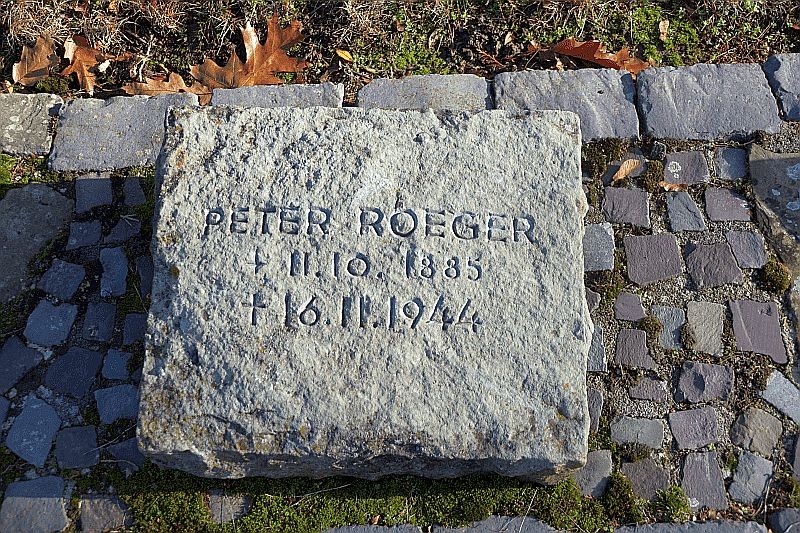 PETER ROEGER
+ 11.10. 1885
+ 16.11.1944